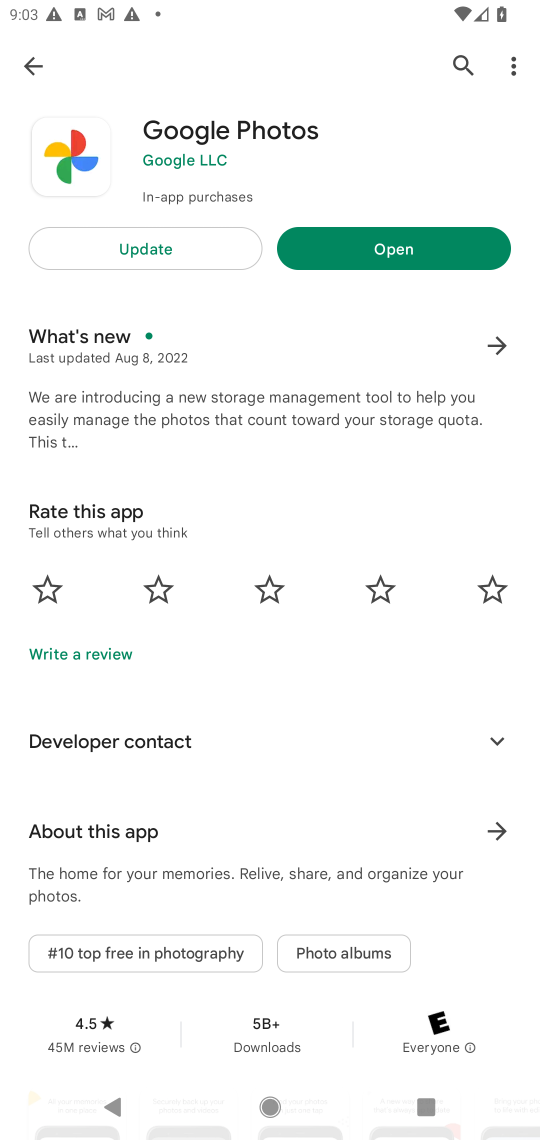 9:03
Google Photos
Google LLC
In-app purchases
Update
Open
What's new
Last updated Aug 8, 2022
We are introducing a new storage management tool to help you
easily manage the photos that count toward your storage quota.
This t...
Rate this app
Tell others what you think
Write a review
Developer contact
About this app
The home for your memories. Relive, share, and organize your
photos.
#10 top free in photography
Photo albums
4.5★
45M reviews
5B+
Downloads
E
Everyone